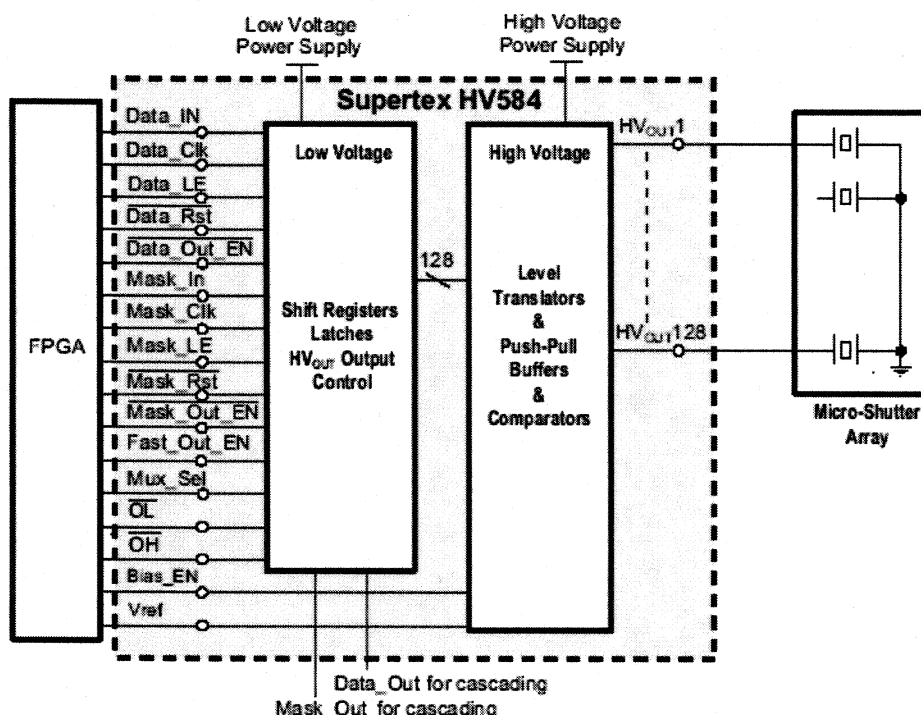 Low Voltage
Power Supply
High Voltage
Power Supply
Supertex HV584
FPGA
Data_IN
Data_Clk
Data_LE
Data_Rst
Data_Out_EN
Mask_In
Mask_Clk
Mask_LE
Mask_Rst
Mask_Out_EN
Fast_Out_EN
Mux_Sel
OL
OH
Bias_EN
Vref
Low Voltage
Shift Registers
Latches
HVOUT Output
Control
128
High Voltage
Level
Translators
&
Push-Pull
Buffers
&
Comparators
HVOUT1
HVOUT128
Micro-Shutter
Array
Data_Out for cascading
Mask_Out for cascading